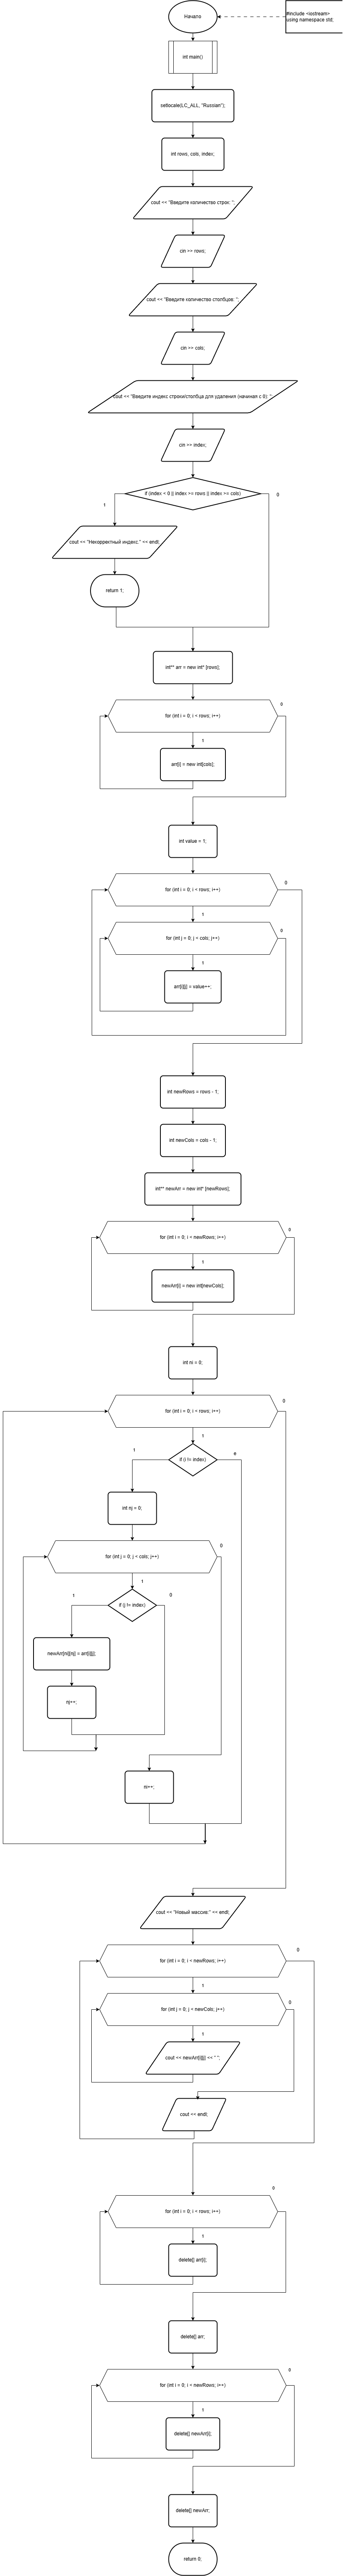 Начало
#include <iostream>
using namespace std;
int main()
setlocale(LC_ALL, "Russian");
int rows, cols, index;
cout << "Введите количество строк: ";
cin >> rows;
cout << "Введите количество столбцов: ";
cin >> cols;
cout << "Введите индекс строки/столбца для удаления (начиная с 0): "
cin >> index;
if (index < 0 || index >= rows || index >= cols)
1
0
cout << "Некорректный индекс." << endl;
return 1;
int** arr = new int* [rows];
0
for (int i = 0; i < rows; i++)
1
arr[i] = new int[cols];
int value = 1;
0
for (int i = 0; i < rows; i++)
1
0
for (int j = 0; j < cols; j++)
1
arr[i][j] = value++;
int newRows = rows - 1;
int newCols = cols - 1;
int** newArr = new int* [newRows];
0
for (int i = 0; i < newRows; i++)
1
newArr[i] = new int[newCols];
int ni = 0;
0
for (int i = 0; i < rows; i++)
1
1
if (i != index)
int nj = 0;
0
for (int j = 0; j < cols; j++)
1
1
0
if (j != index)
newArr[ni][nj] = arr[i][j];
nj++;
ni++;
cout << "Новый массив:" << endl;
0
for (int i = 0; i < newRows; i++)
1
0
for (int j = 0; j < newCols; j++)
1
cout << newArr[i][j] << " ";
cout << endl;
0
for (int i = 0; i < rows; i++)
1
delete[] arr[i];
delete[] arr;
0
for (int i = 0; i < newRows; i++)
1
delete[] newArr[i];
delete[] newArr;
return 0;